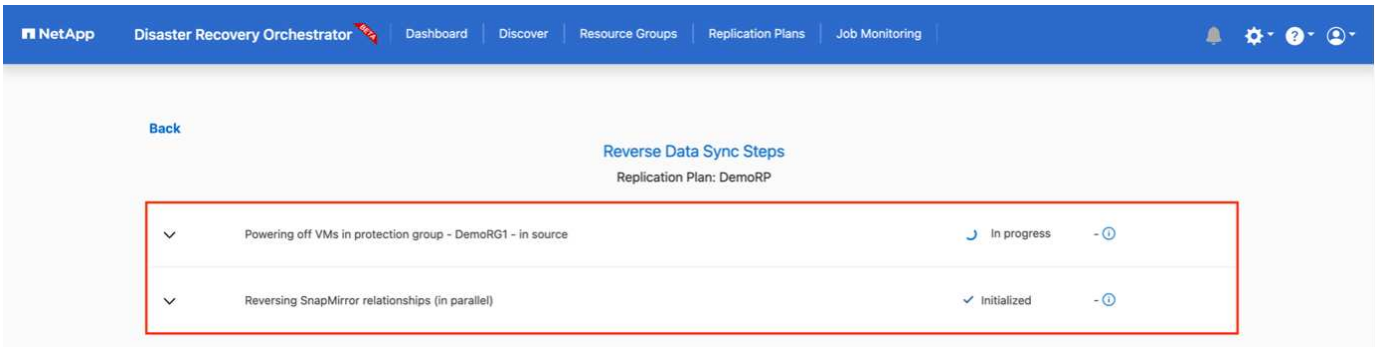 NetApp Disaster Recovery Orchestrator BETA Dashboard Discover Resource Groups Replication Plans Job Monitoring ?
Back
Reverse Data Sync Steps
Replication Plan: DemoRP
Powering off VMs in protection group - DemoRG1 - in source In progress - i
Reversing SnapMirror relationships (in parallel) Initialized - i